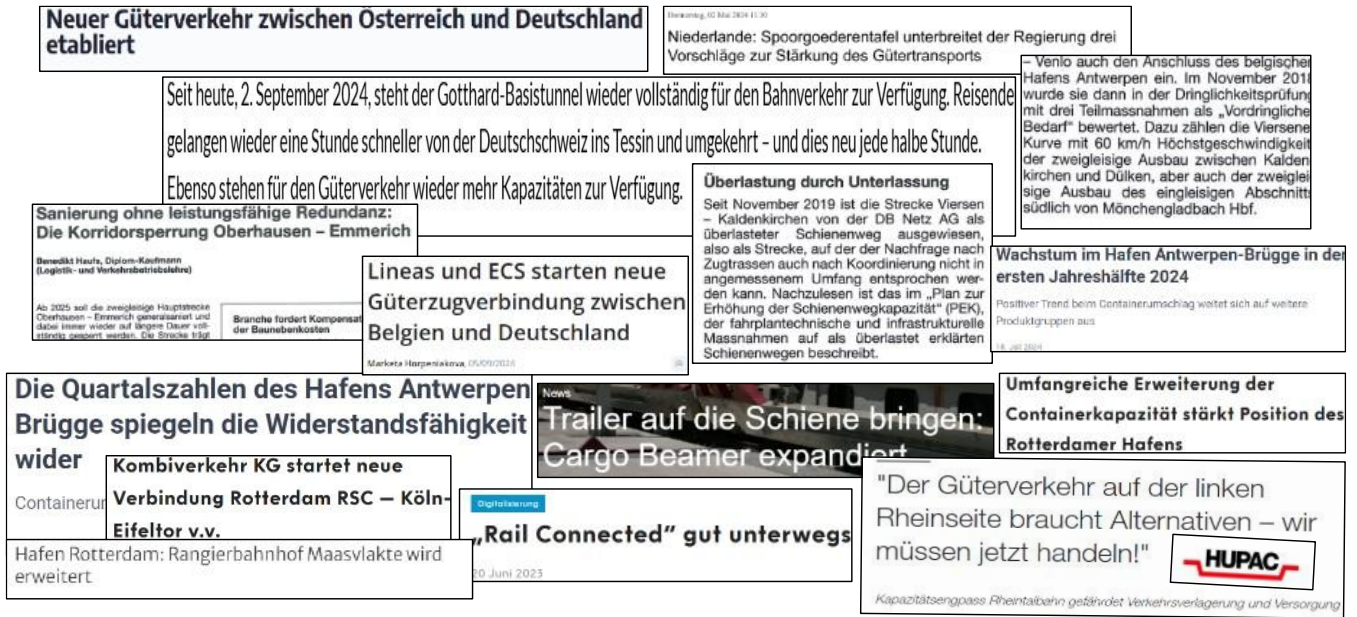 Neuer Güterverkehr zwischen Österreich und Deutschland
etabliert
Donnerstag, 02 Mai 2024 11:30
Niederlande: Spoorgoederentafel unterbreitet der Regierung drei
Vorschläge zur Stärkung des Gütertransports
– Venlo auch den Anschluss des belgischen
Hafens Antwerpen ein. Im November 2018
wurde sie dann in der Dringlichkeitsprüfung
mit drei Teilmassnahmen als „Vordringlicher
Bedarf" bewertet. Dazu zählen die Viersener
Kurve mit 60 km/h Höchstgeschwindigkeit
der zweigleisige Ausbau zwischen Kalden
kirchen und Dülken, aber auch der zweiglei
sige Ausbau des eingleisigen Abschnitts
südlich von Mönchengladbach Hbf.
Seit heute, 2. September 2024, steht der Gotthard-Basistunnel wieder vollständig für den Bahnverkehr zur Verfügung. Reisende
gelangen wieder eine Stunde schneller von der Deutschschweiz ins Tessin und umgekehrt – und dies neu jede halbe Stunde.
Ebenso stehen für den Güterverkehr wieder mehr Kapazitäten zur Verfügung.
Überlastung durch Unterlassung
Seit November 2019 ist die Strecke Viersen
– Kaldenkirchen von der DB Netz AG als
überlasteter Schienenweg ausgewiesen,
also als Strecke, auf der der Nachfrage nach
Zugtrassen auch nach Koordinierung nicht in
angemessenem Umfang entsprochen wer-
den kann. Nachzulesen ist das im „Plan zur
Erhöhung der Schienenwegkapazität" (PEK),
der fahrplantechnische und infrastrukturelle
Massnahmen auf als überlastet erklärten
Schienenwegen beschreibt.
Sanierung ohne leistungsfähige Redundanz:
Die Korridorsperrung Oberhausen – Emmerich
Benedikt Haufs, Diplom-Kaufmann
(Logistik- und Verkehrsbetriebslehre)
Ab 2025 soll die zweigleisige Hauptstrecke
Oberhausen – Emmerich generalsaniert und
dabei immer wieder auf längere Dauer voll-
ständig gesperrt werden. Die Strecke trägt
Branche fordert Kompensat
der Baunebenkosten
Lineas und ECS starten neue
Güterzugverbindung zwischen
Belgien und Deutschland
Marketa Horpeniakova, 05/09/2024
Wachstum im Hafen Antwerpen-Brügge in der
ersten Jahreshälfte 2024
Positiver Trend beim Containerumschlag weitet sich auf weitere
Produktgruppen aus
16. Juli 2024
Die Quartalszahlen des Hafens Antwerpen
Brügge spiegeln die Widerstandsfähigkeit
wider
Containerum
News
Trailer auf die Schiene bringen:
Cargo Beamer expandiert
Umfangreiche Erweiterung der
Containerkapazität stärkt Position des
Rotterdamer Hafens
Kombiverkehr KG startet neue
Verbindung Rotterdam RSC – Köln-
Eifeltor v.v.
Digitalisierung
„Rail Connected" gut unterwegs
20 Juni 2023
Hafen Rotterdam: Rangierbahnhof Maasvlakte wird
erweitert
"Der Güterverkehr auf der linken
Rheinseite braucht Alternativen – wir
müssen jetzt handeln!"
HUPAC
Kapazitätsengpass Rheintalbahn gefährdet Verkehrsverlagerung und Versorgung